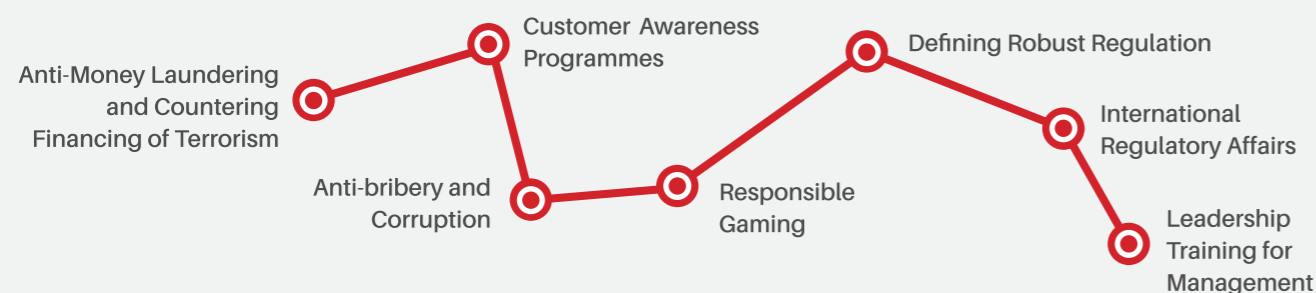 Anti-Money Laundering
and Countering
Financing of Terrorism
Customer Awareness
Programmes
Anti-bribery and
Corruption
Responsible
Gaming
Defining Robust Regulation
International
Regulatory Affairs
Leadership
Training for
Management